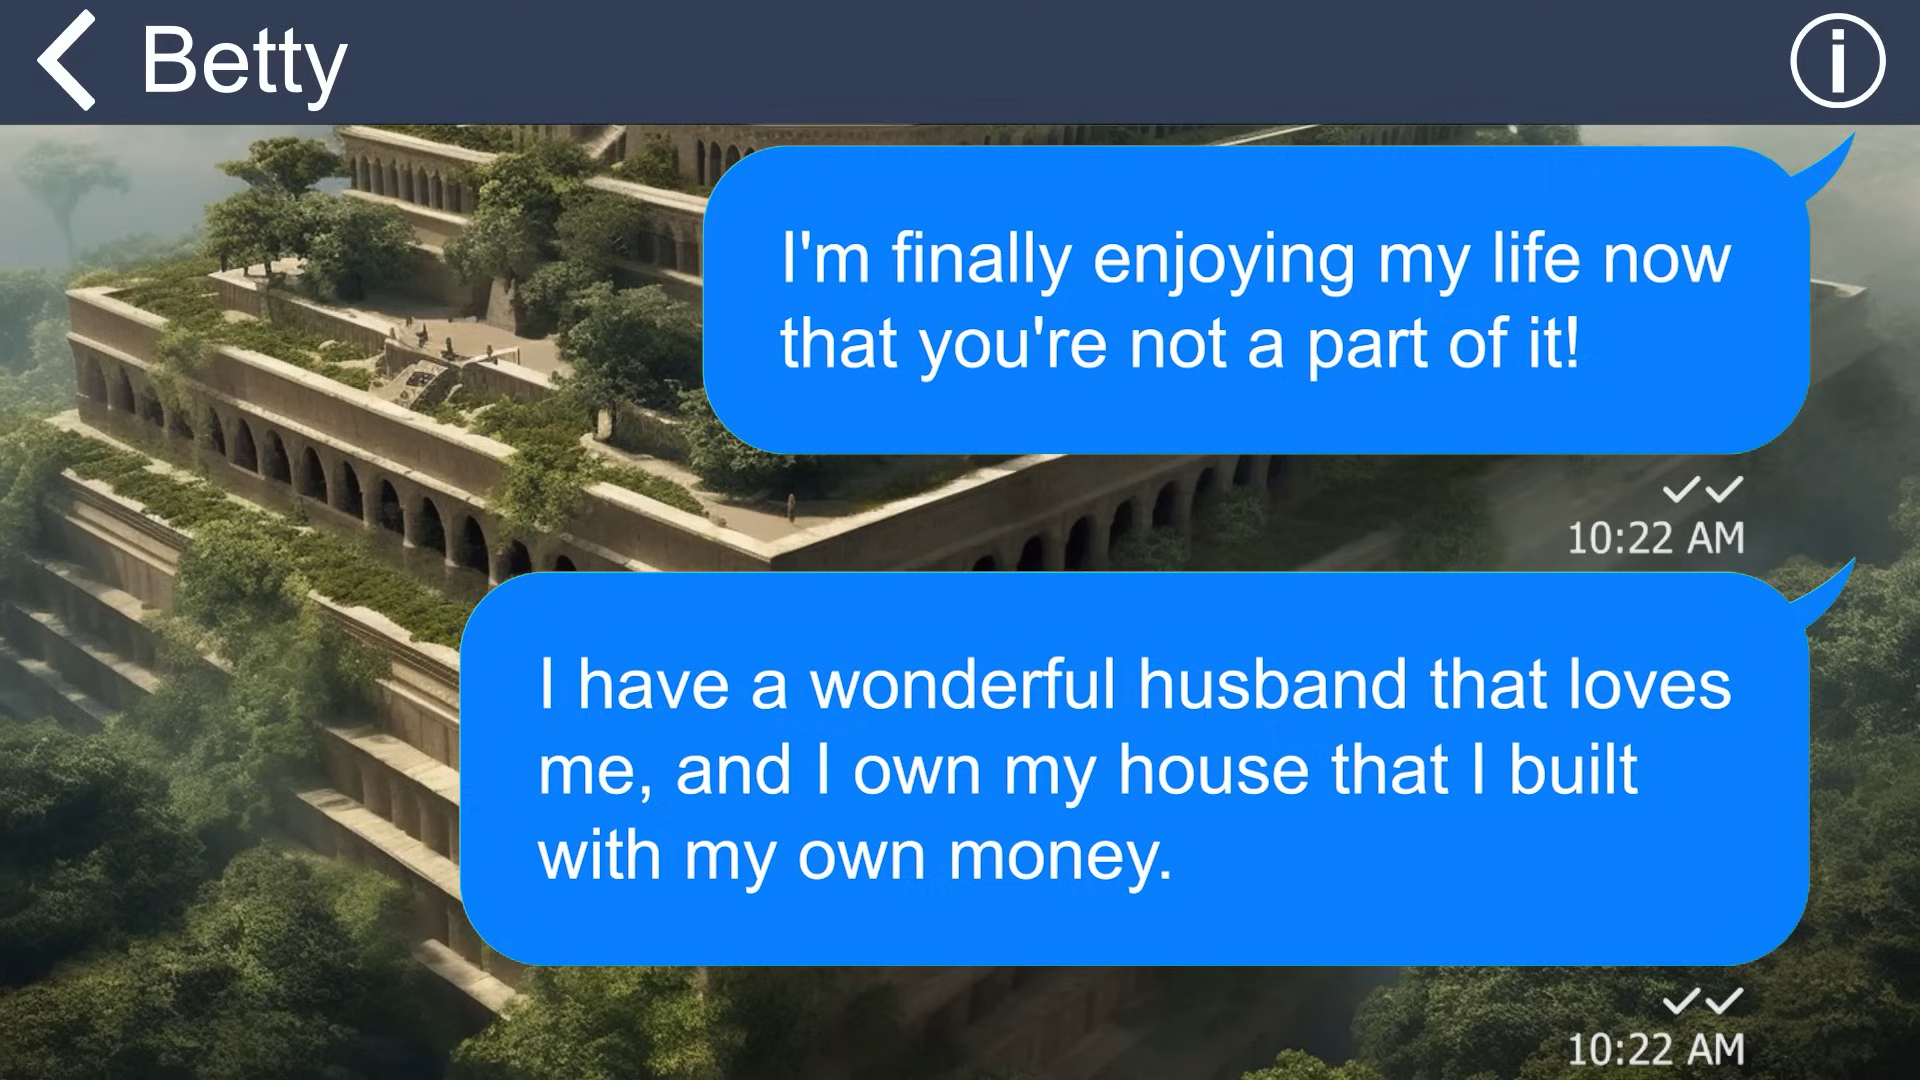 Betty
I'm finally enjoying my life now
that you're not a part of it!
10:22 AM
I have a wonderful husband that loves
me, and I own my house that I built
with my own money.
10:22 AM